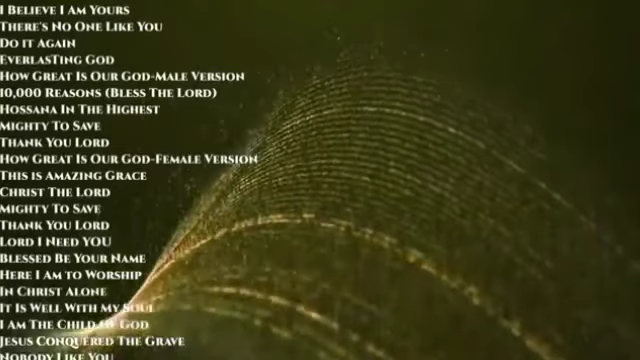 I Believe I Am Yours
There's No One Like You
Do it Again
Everlasting God
How Great Is Our God-Male Version
10,000 Reasons (Bless The Lord)
Hossana In The Highest
Mighty To Save
Thank You Lord
How Great Is Our God-Female Version
This is Amazing Grace
Christ The Lord
Mighty To Save
Thank You Lord
Lord I Need YOU
Blessed Be Your Name
Here I Am to Worship
In Christ Alone
It Is Well With My Soul
I Am The Child of God
Jesus Conquered The Grave
Nobody Like You